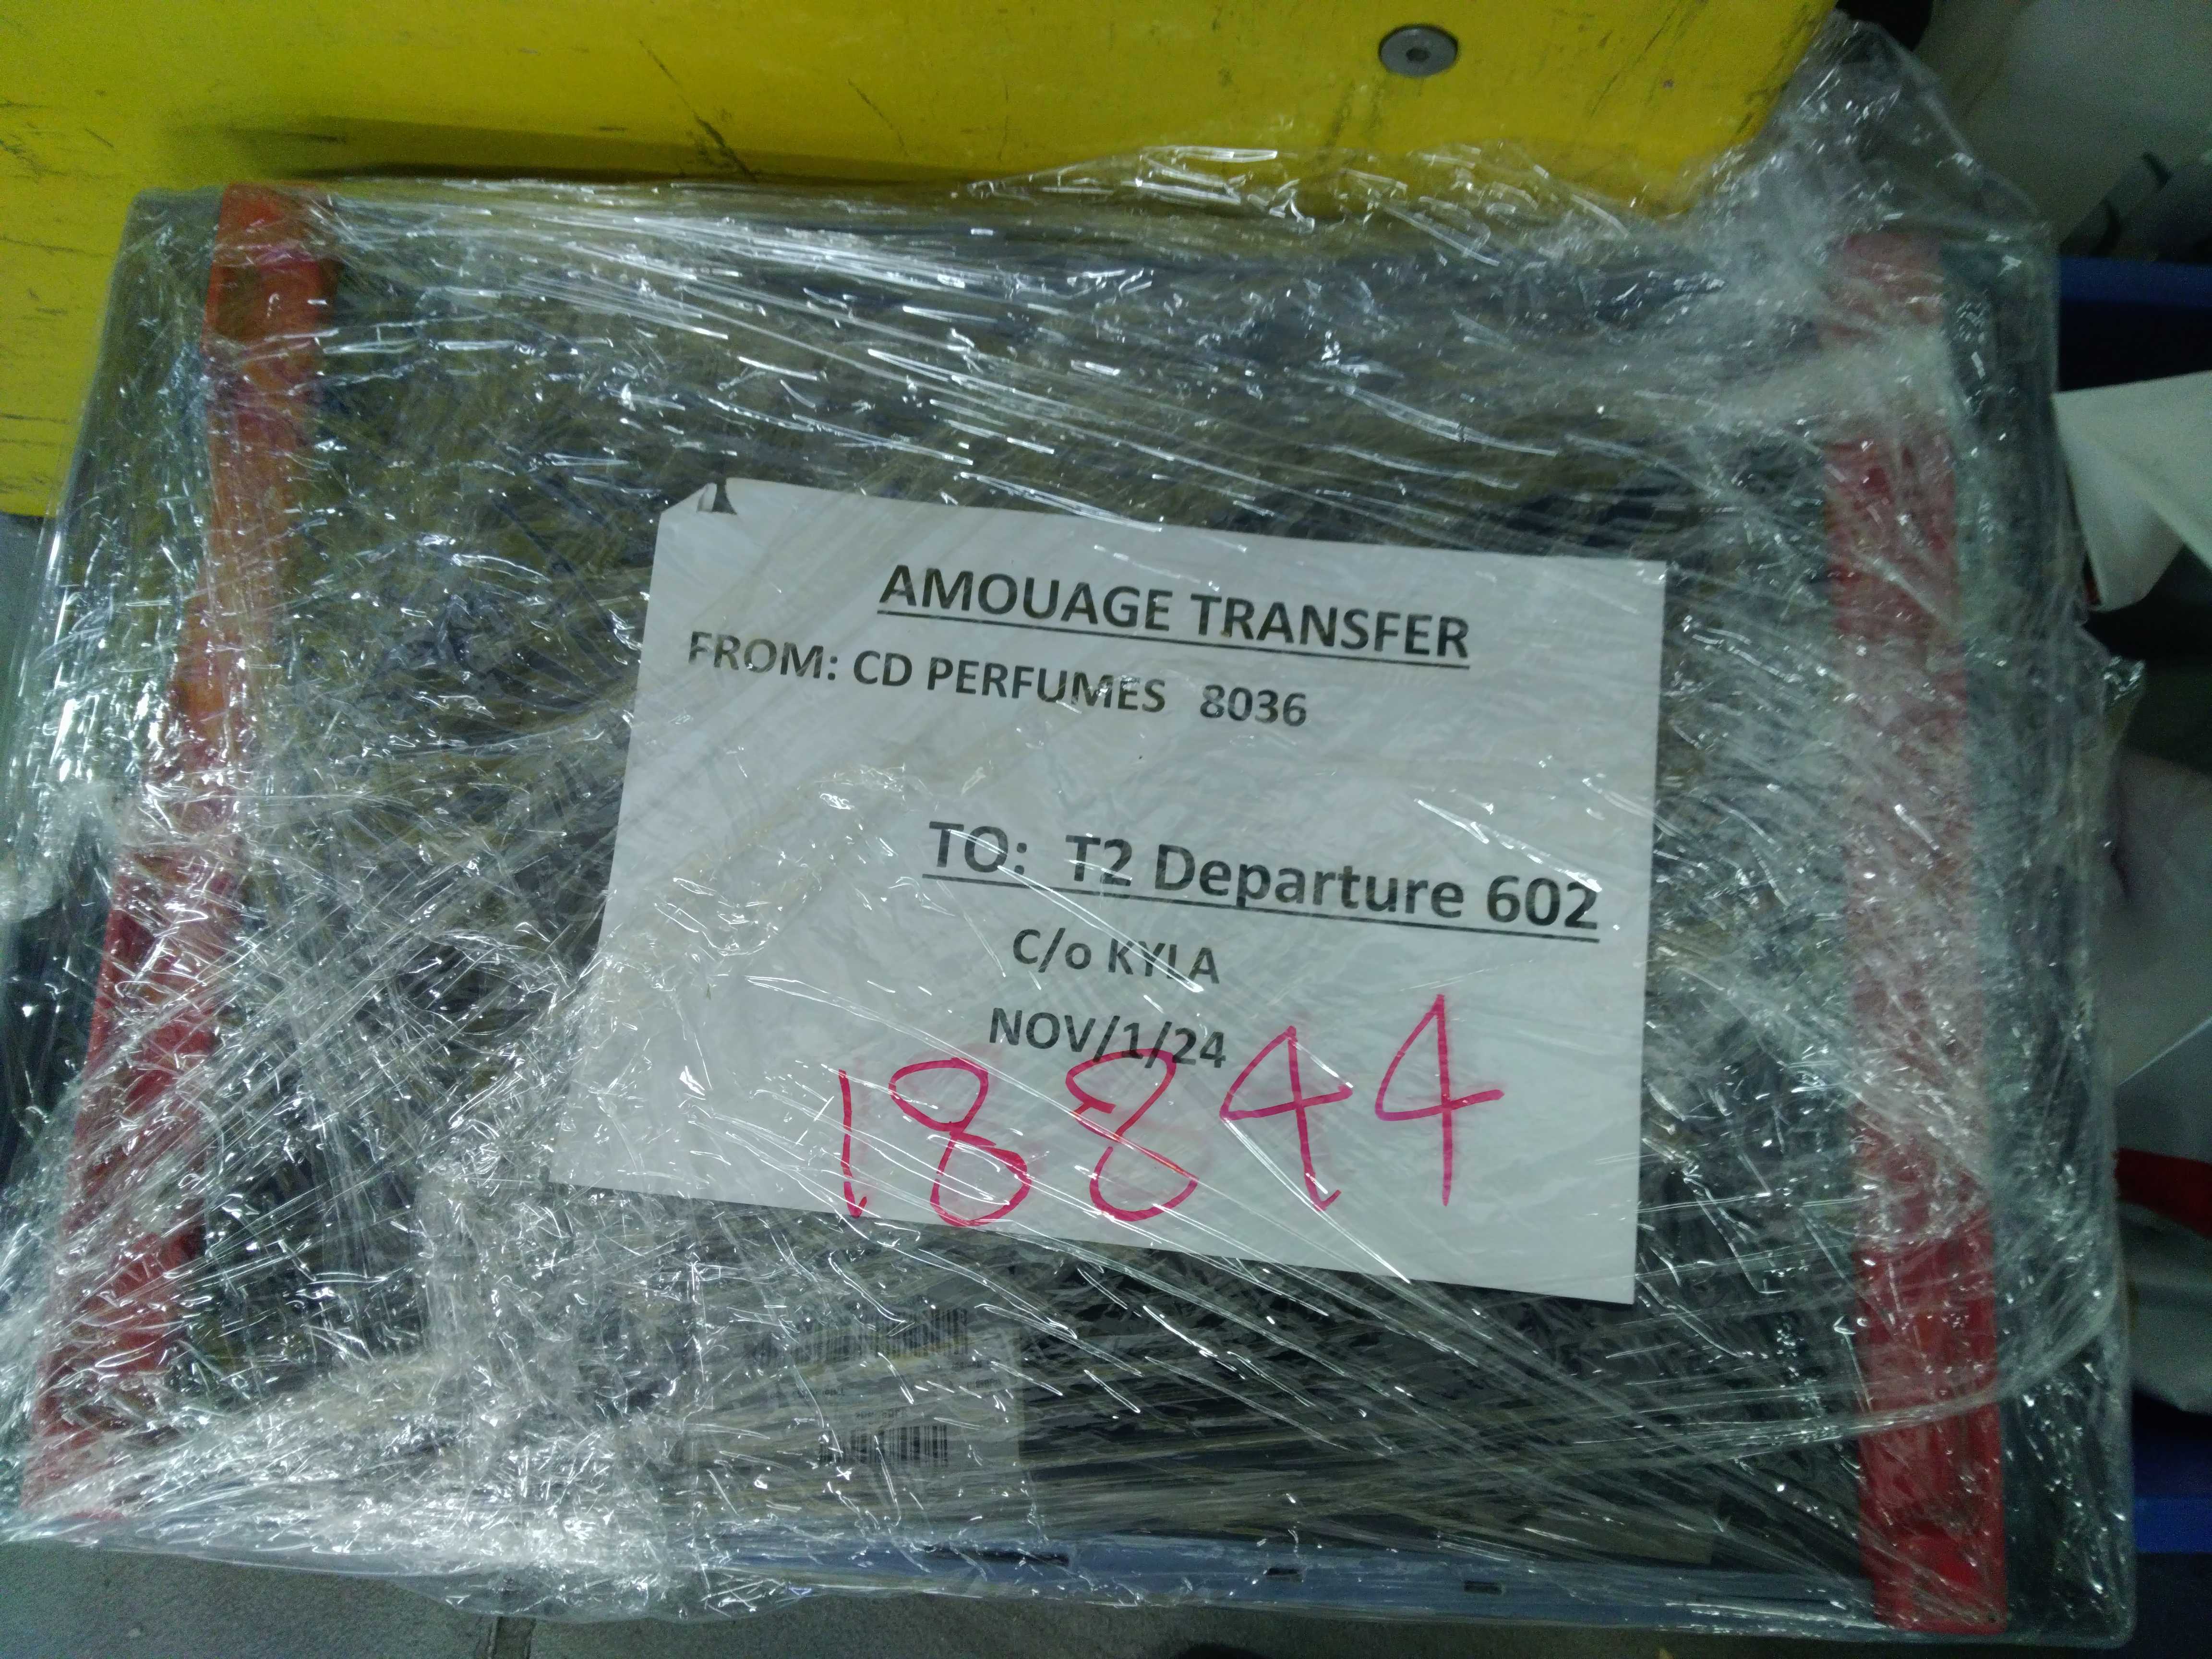 AMOUAGE TRANSFER
FROM: CD PERFUMES 8036
TO: T2 Departure 602
C/o KYLA
NOV/1/24
18844